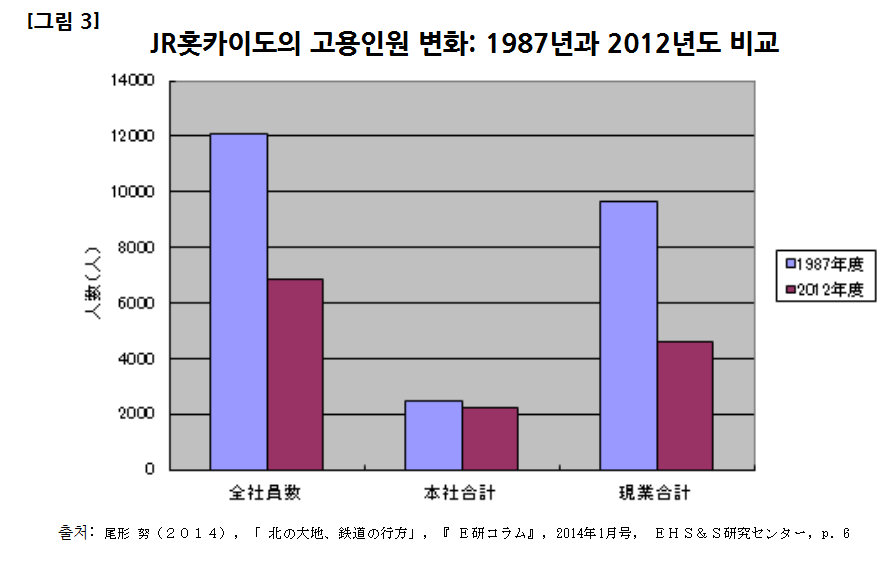 [그림 3]
JR홋카이도의 고용인원 변화: 1987년과 2012년도 비교
14000
12000
10000
8000
6000
4000
2000
0
人数(人)
全社員数
本社合計
現業合計
1987年度
2012年度
출처: 尾形 努（２０１４）,「 北の大地、鉄道の行方」,『 Ｅ研コラム』, 2014年1月号, ＥＨＳ＆Ｓ研究センター, p. 6